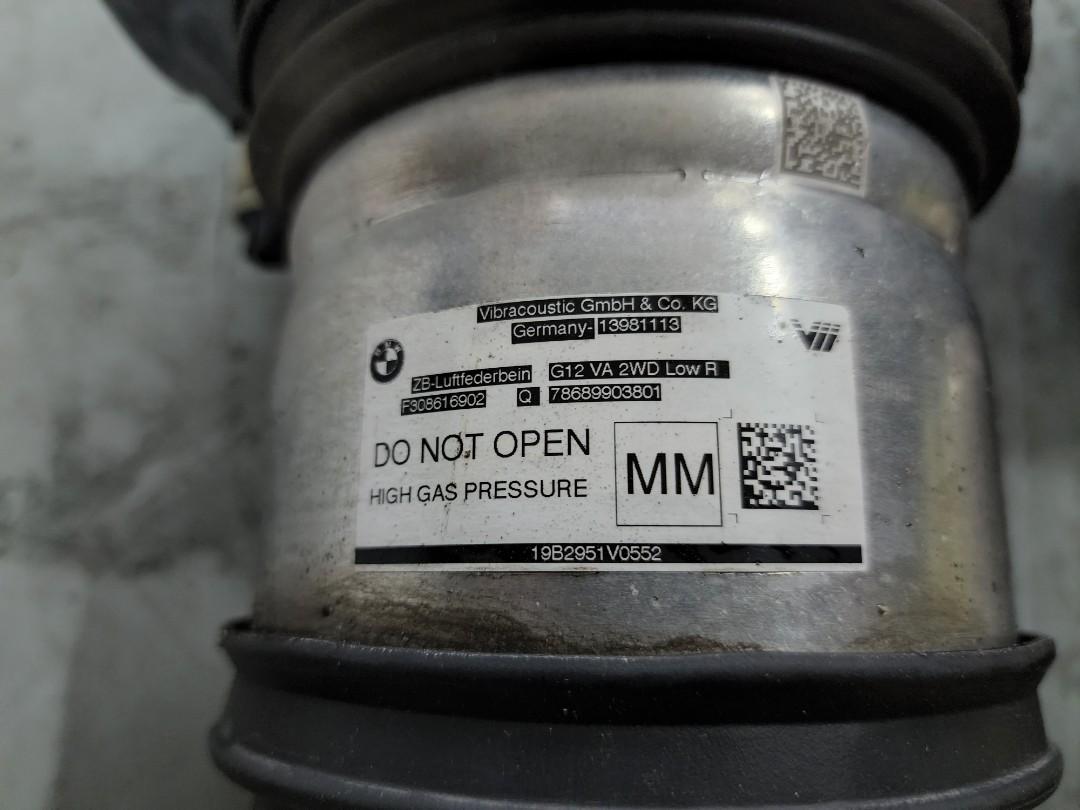 Vibracoustic GmbH & Co. KG
Germany- 13981113
BMW
ZB-Luftfederbein G12 VA 2WD Low R
F308616902 Q 78689903801
DO NOT OPEN
HIGH GAS PRESSURE
MM
19B2951V0552